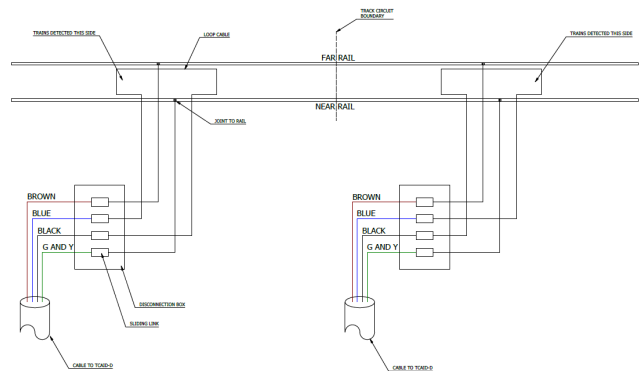 TRACK CIRCUIT
BOUNDARY
TRAINS DETECTED THIS SIDE
LOOP CABLE
TRAINS DETECTED THIS SIDE
FAR RAIL
NEAR RAIL
JOINT TO RAIL
BROWN
BLUE
BLACK
G AND Y
BROWN
BLUE
BLACK
G AND Y
DISCONNECTION BOX
SLIDING LINK
CABLE TO TCAID-D
CABLE TO TCAID-D